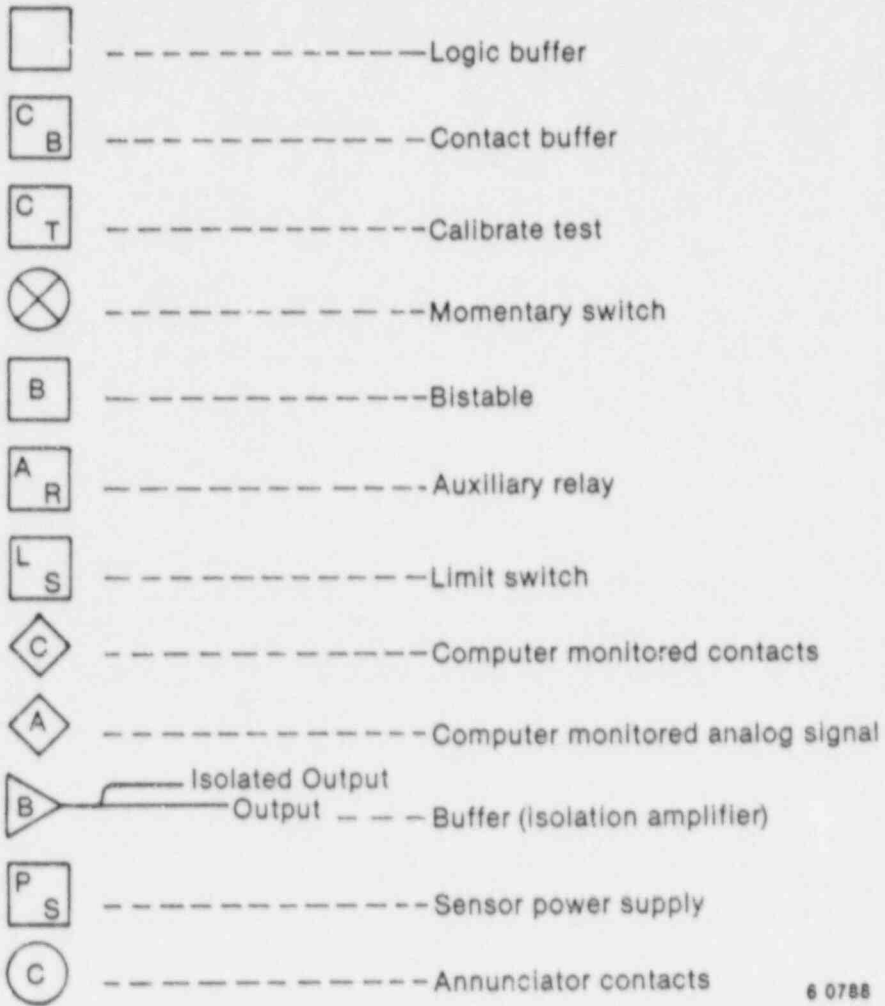 Logic buffer
C B Contact buffer
C T Calibrate test
Momentary switch
B Bistable
A R Auxiliary relay
L S Limit switch
C Computer monitored contacts
A Computer monitored analog signal
Isolated Output
B Output Buffer (isolation amplifier)
P S Sensor power supply
C Annunciator contacts
6 0788